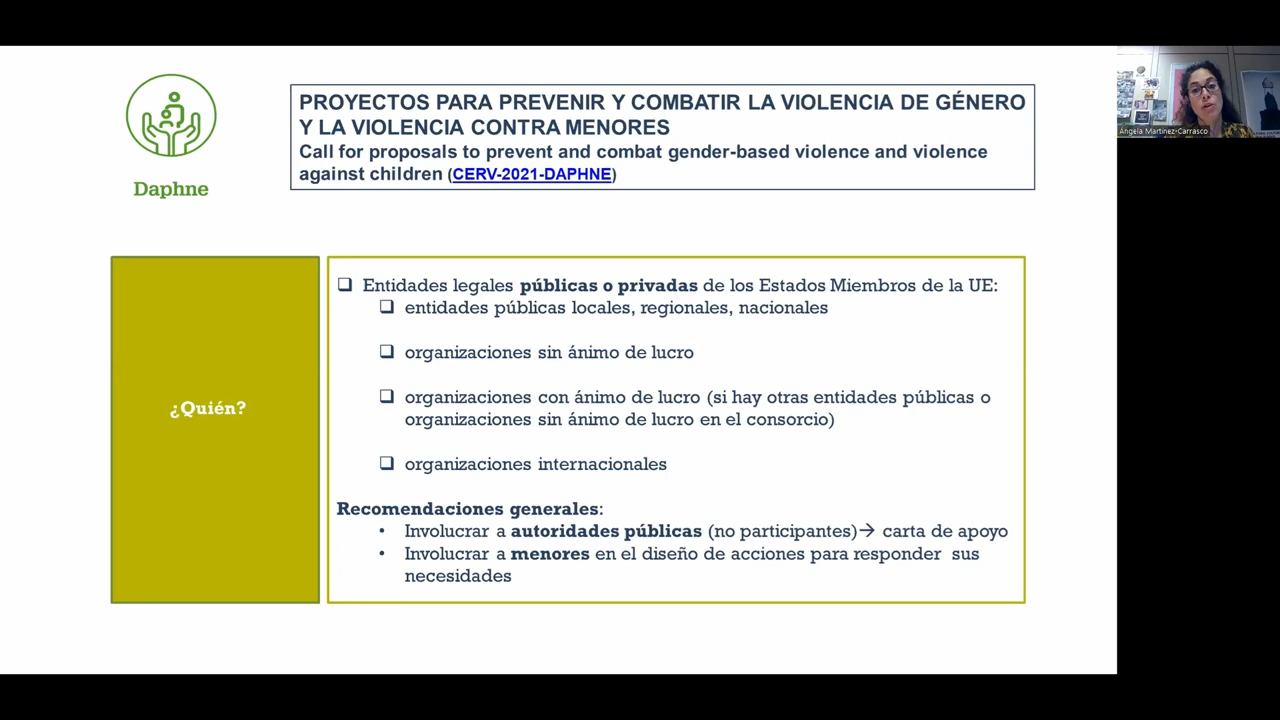 Daphne
PROYECTOS PARA PREVENIR Y COMBATIR LA VIOLENCIA DE GÉNERO
Y LA VIOLENCIA CONTRA MENORES
Call for proposals to prevent and combat gender-based violence and violence
against children (CERV-2021-DAPHNE)
Angela Martinez-Carrasco
¿Quién?
❑ Entidades legales públicas o privadas de los Estados Miembros de la UE:
❑ entidades públicas locales, regionales, nacionales
❑ organizaciones sin ánimo de lucro
❑ organizaciones con ánimo de lucro (si hay otras entidades públicas o
organizaciones sin ánimo de lucro en el consorcio)
❑ organizaciones internacionales
Recomendaciones generales:
• Involucrar a autoridades públicas (no participantes)→ carta de apoyo
• Involucrar a menores en el diseño de acciones para responder sus
necesidades